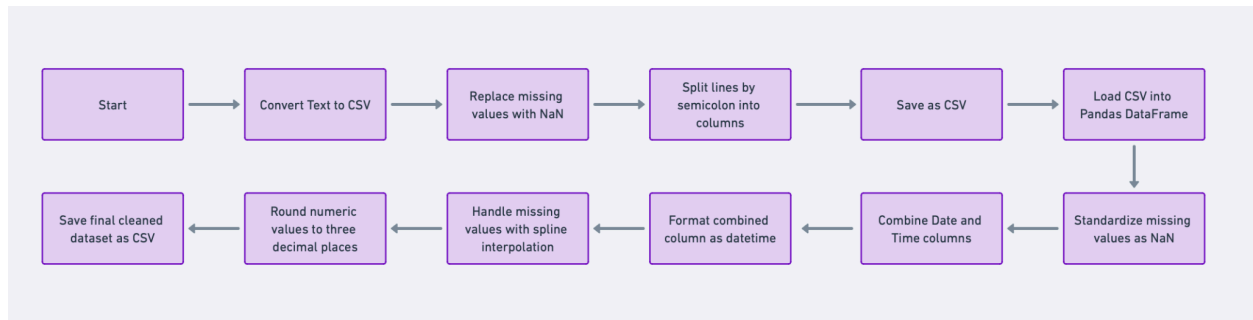 Start
Convert Text to CSV
Replace missing
values with NaN
Split lines by
semicolon into
columns
Save as CSV
Load CSV into
Pandas DataFrame
Standardize missing
values as NaN
Combine Date and
Time columns
Format combined
column as datetime
Handle missing
values with spline
interpolation
Round numeric
values to three
decimal places
Save final cleaned
dataset as CSV